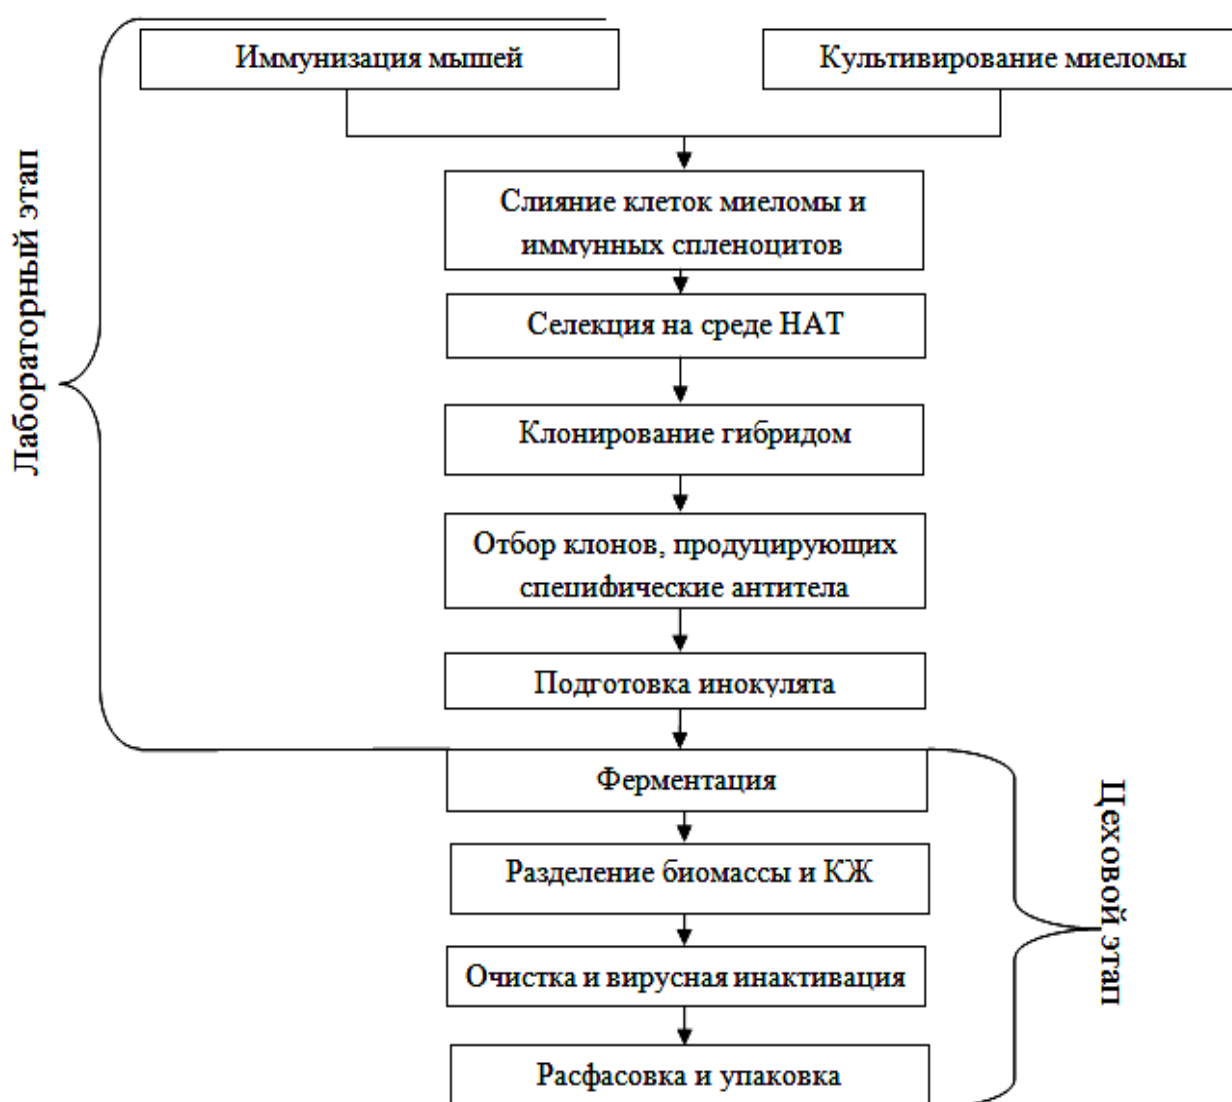 Иммунизация мышей
Культивирование миеломы
Слияние клеток миеломы и
иммунных спленоцитов
Селекция на среде НАТ
Клонирование гибридом
Отбор клонов, продуцирующих
специфические антитела
Подготовка инокулята
Лабораторный этап
Ферментация
Разделение биомассы и КЖ
Очистка и вирусная инактивация
Расфасовка и упаковка
Цеховой этап